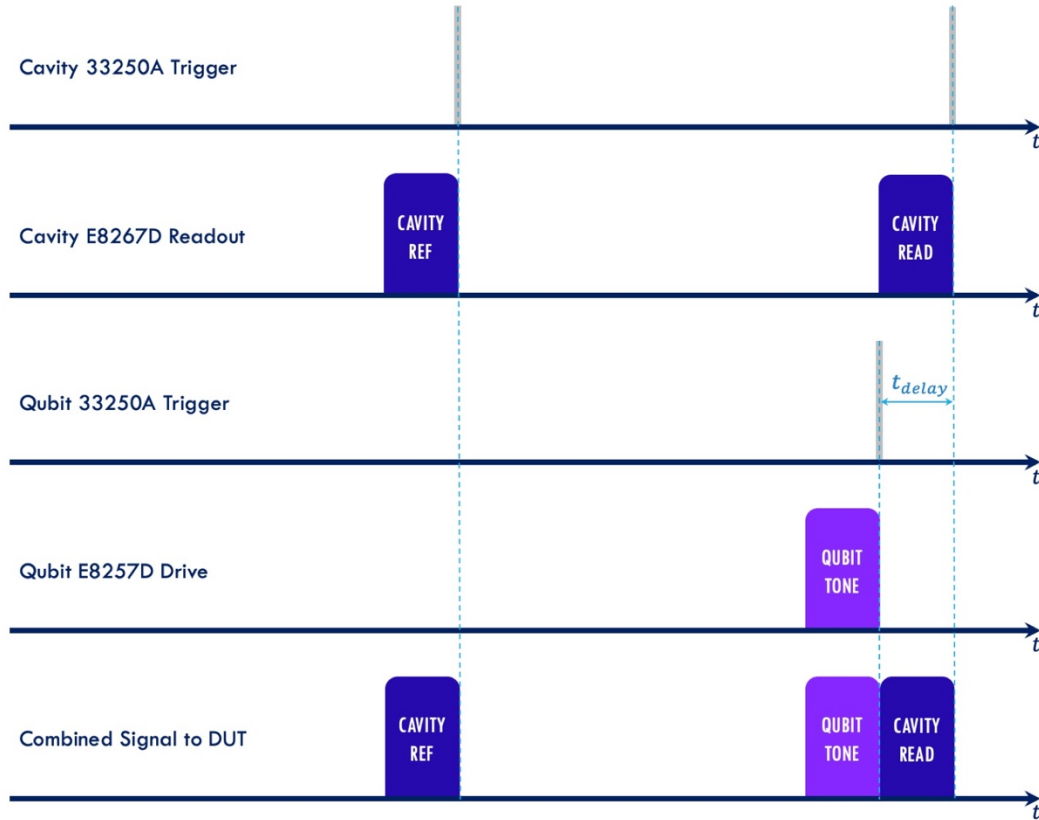 Cavity 33250A Trigger
t
Cavity E8267D Readout
CAVITY
REF
CAVITY
READ
t
Qubit 33250A Trigger
t_delay
t
Qubit E8257D Drive
QUBIT
TONE
t
Combined Signal to DUT
CAVITY
REF
QUBIT
TONE
CAVITY
READ
t